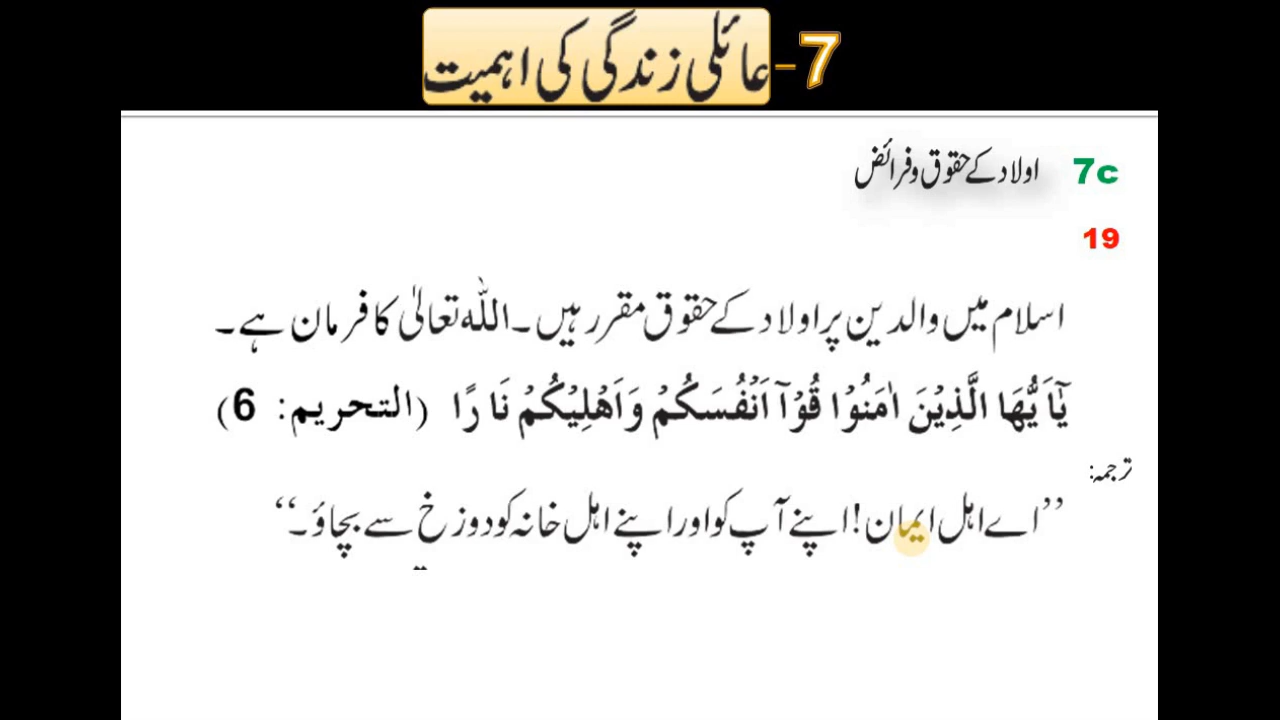 7- عائلی زندگی کی اہمیت
7c اولاد کے حقوق و فرائض
19
اسلام میں والدین پر اولاد کے حقوق مقرر ہیں۔ اللہ تعالیٰ کا فرمان ہے۔
یٰۤاَ یُّهَا الَّذِیْنَ اٰمَنُوْا قُوْۤا اَنْفُسَكُمْ وَاَهْلِیْكُمْ نَا رًا (التحریم: 6)
ترجمہ:
’’اے اہل ایمان! اپنے آپ کو اور اپنے اہل خانہ کو دوزخ سے بچاؤ۔‘‘